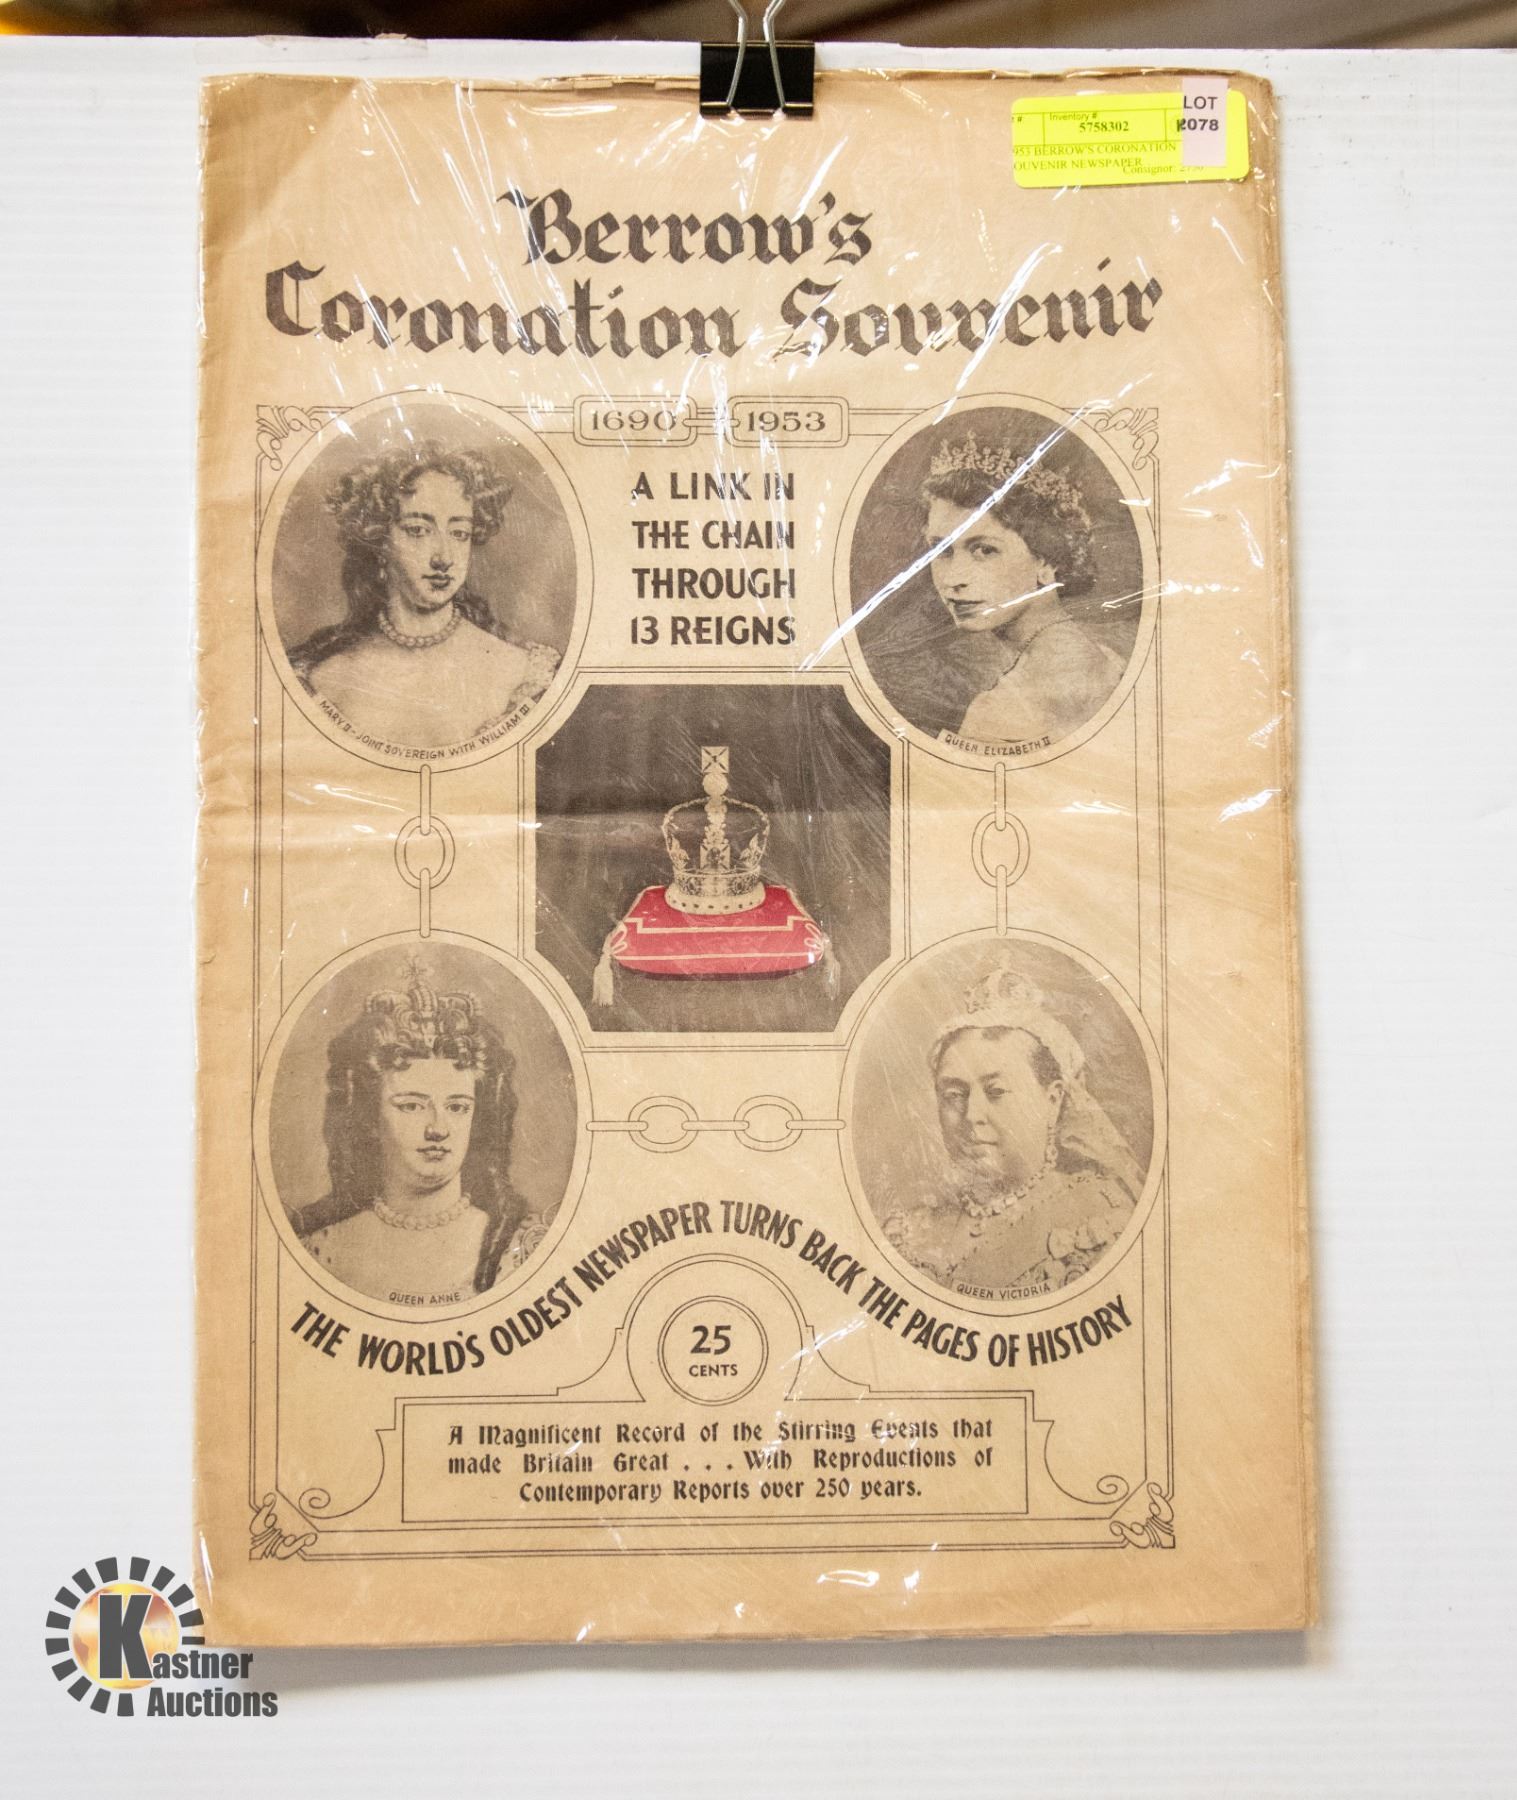 LOT
2078
Inventory #
5758302
953 BERROW'S CORONATION
OUVENIR NEWSPAPER
Consignor:
Berrow's
Coronation Souvenir
1690 1953
A LINK IN
THE CHAIN
THROUGH
13 REIGNS
MARY II - JOINT SOVEREIGN WITH WILLIAM III
QUEEN ELIZABETH II
QUEEN ANNE
QUEEN VICTORIA
THE WORLD'S OLDEST NEWSPAPER TURNS BACK THE PAGES OF HISTORY
25
CENTS
A Magnificent Record of the Stirring Events that
made Britain Great . . . With Reproductions of
Contemporary Reports over 250 years.
Kastner
Auctions